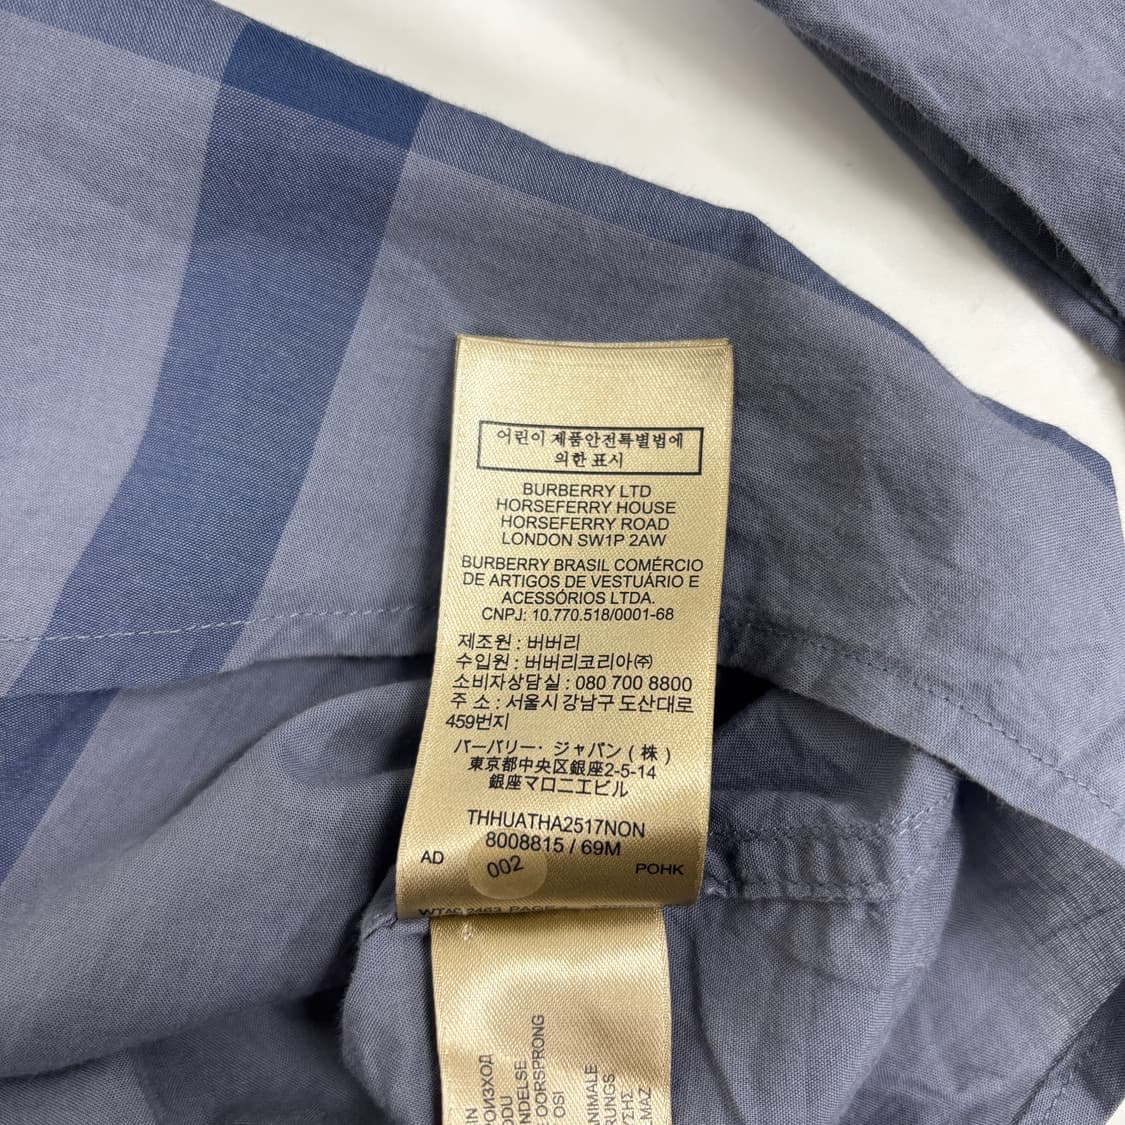 어린이 제품안전특별법에
의한 표시
BURBERRY LTD
HORSEFERRY HOUSE
HORSEFERRY ROAD
LONDON SW1P 2AW
BURBERRY BRASIL COMÉRCIO
DE ARTIGOS DE VESTUÁRIO E
ACESSÓRIOS LTDA.
CNPJ: 10.770.518/0001-68
제조원 : 버버리
수입원 : 버버리코리아㈜
소비자상담실 : 080 700 8800
주 소 : 서울시 강남구 도산대로
459번지
バーバリー・ジャパン(株)
東京都中央区銀座2-5-14
銀座マロニエビル
THHUATHA2517NON
8008815 / 69M
AD 002 POHK
PAGE
ПРОИЗХОД
NDELSE
OORSPRONG
OSI
ANIMALE